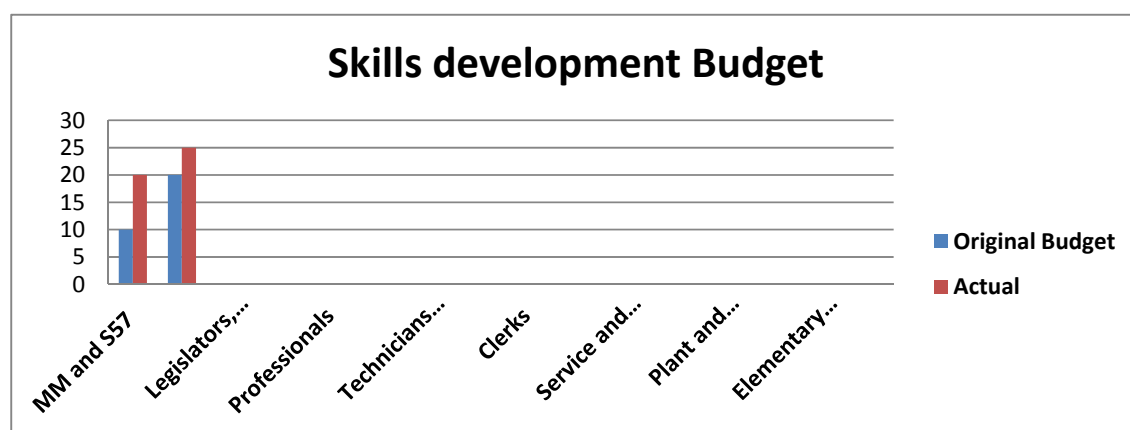 Skills development Budget
30
25
20
15
10
5
0
Original Budget
Actual
MM and S57
Legislators,...
Professionals
Technicians...
Clerks
Service and...
Plant and...
Elementary...